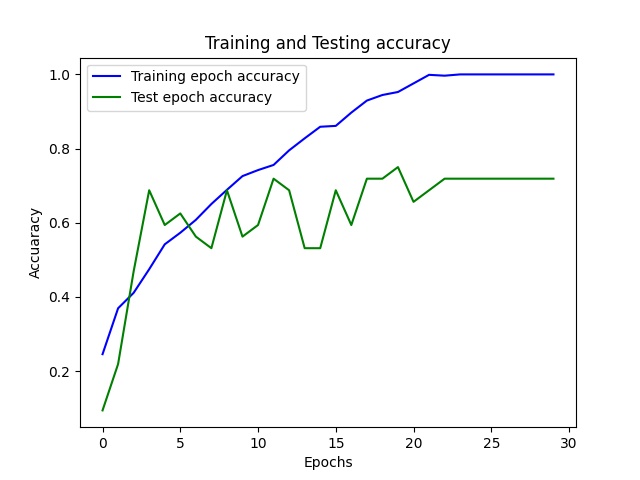 Training and Testing accuracy
Training epoch accuracy
Test epoch accuracy
1.0
0.8
0.6
0.4
0.2
Accuaracy
0 5 10 15 20 25 30
Epochs